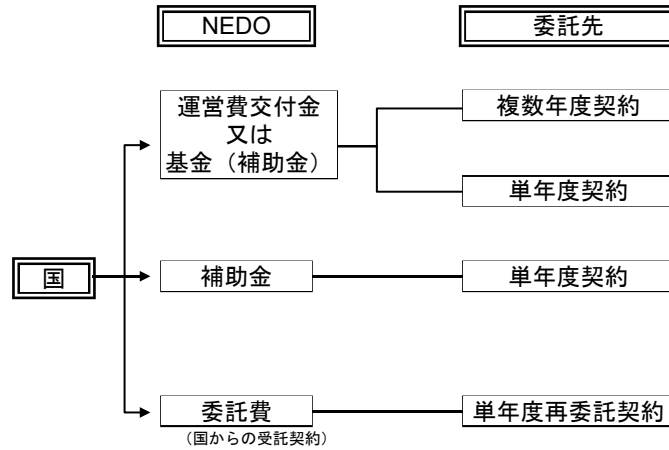 NEDO
委託先
運営費交付金
又は
基金（補助金）
複数年度契約
単年度契約
国
補助金
単年度契約
委託費
（国からの受託契約）
単年度再委託契約